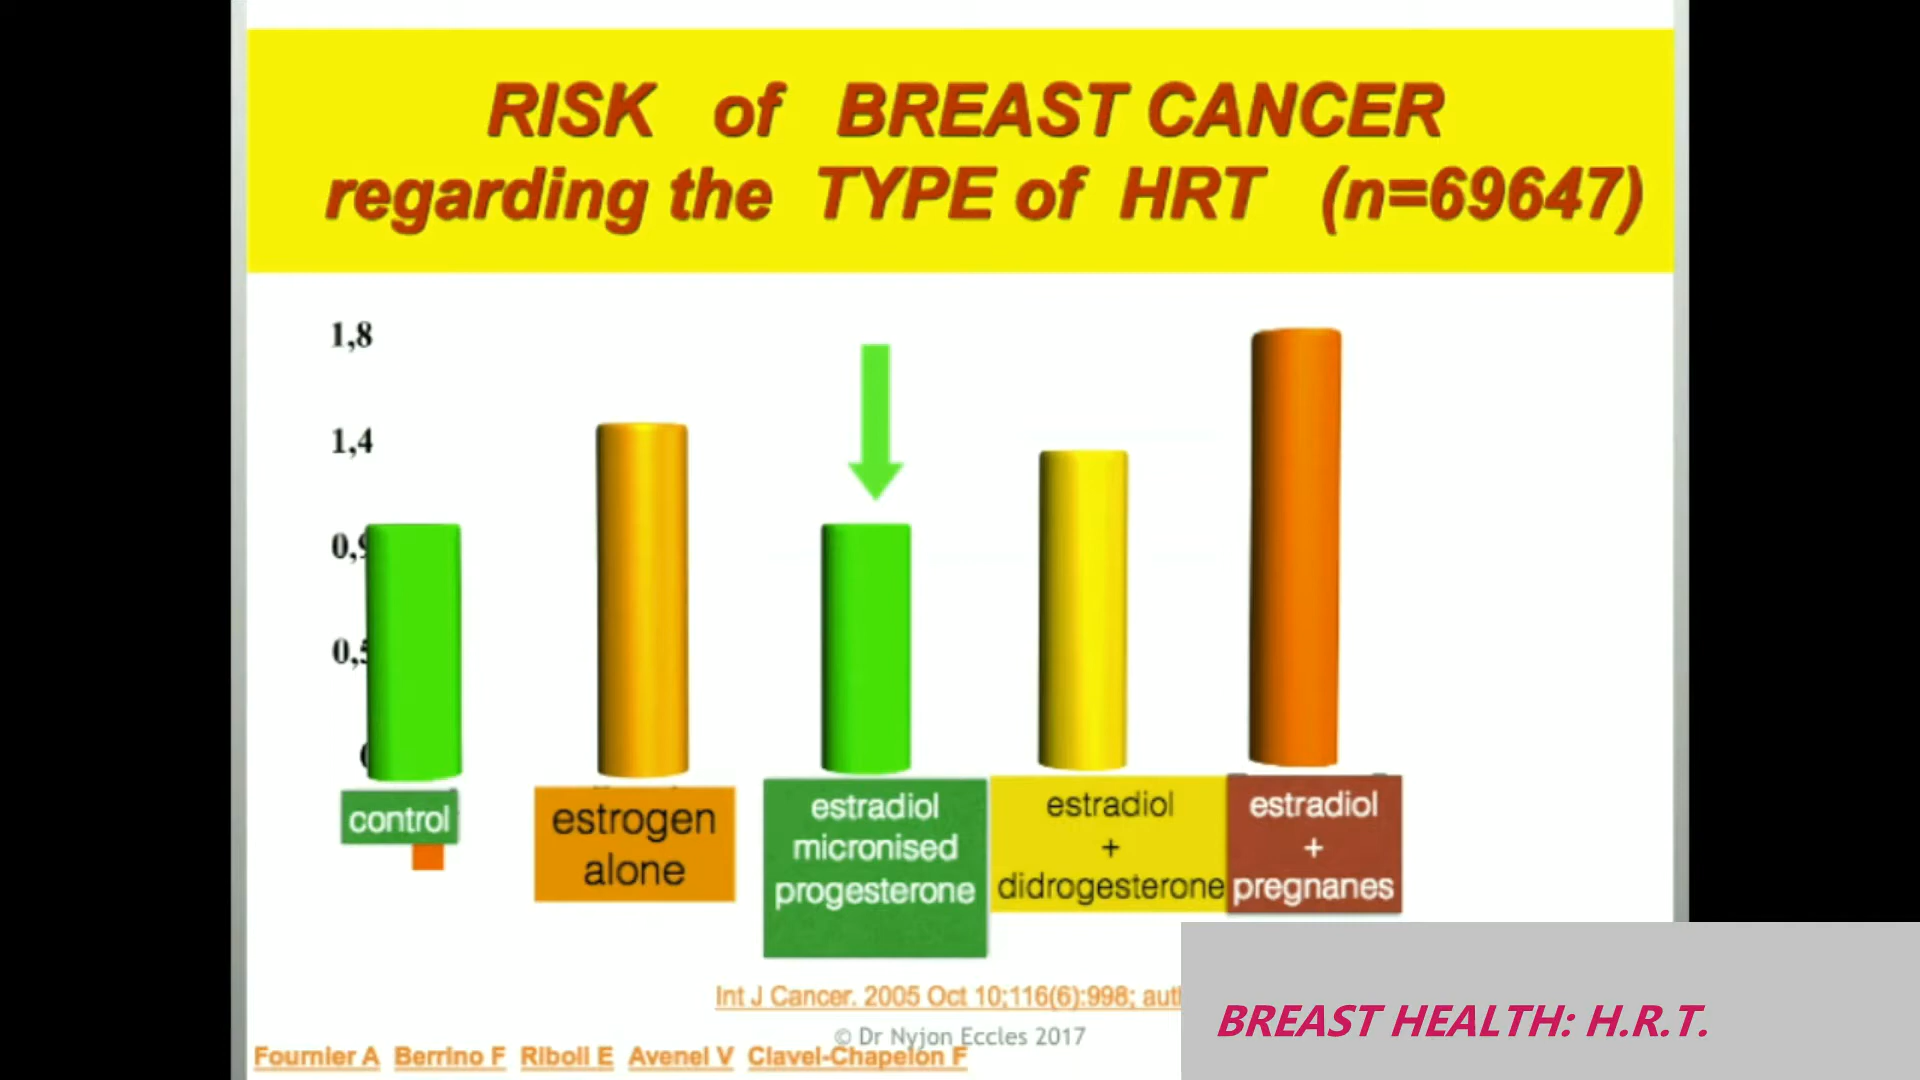 RISK of BREAST CANCER
regarding the TYPE of HRT (n=69647)
1,8
1,4
0,9
0,5
control
estrogen
alone
estradiol
micronised
progesterone
estradiol
+
didrogesterone
estradiol
+
pregnanes
Int J Cancer. 2005 Oct 10;116(6):998;
© Dr Nyjon Eccles 2017
Fournier A Berrino F Riboli E Avenel V Clavel-Chapelon F
BREAST HEALTH: H.R.T.